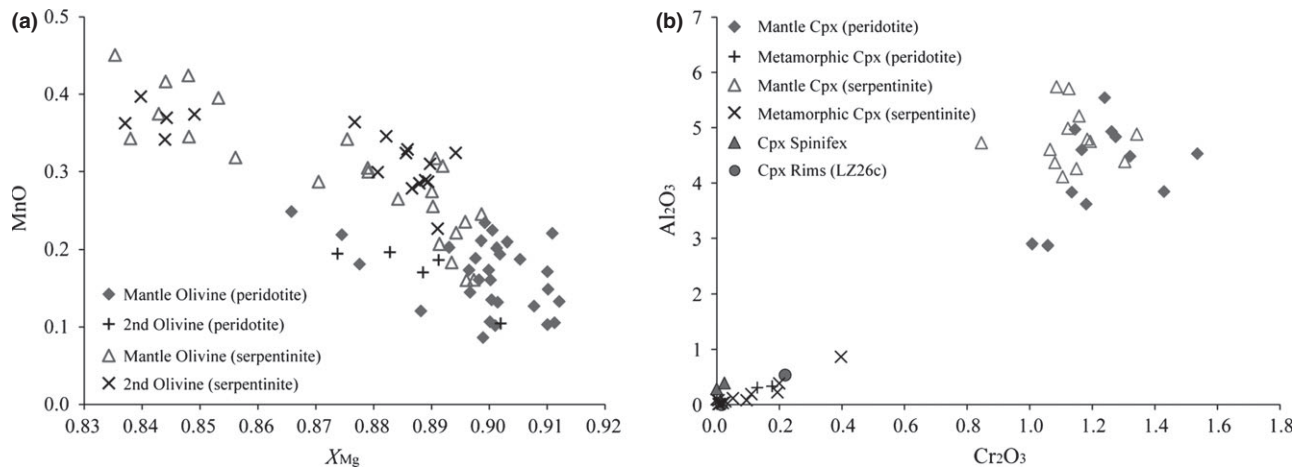 (a)
0.5
0.4
0.3
0.2
0.1
0.0
MnO
Mantle Olivine (peridotite)
2nd Olivine (peridotite)
Mantle Olivine (serpentinite)
2nd Olivine (serpentinite)
0.83 0.84 0.85 0.86 0.87 0.88 0.89 0.90 0.91 0.92
XMg
(b)
7
6
5
4
3
2
1
0
Al2O3
Mantle Cpx (peridotite)
Metamorphic Cpx (peridotite)
Mantle Cpx (serpentinite)
Metamorphic Cpx (serpentinite)
Cpx Spinifex
Cpx Rims (LZ26c)
0.0 0.2 0.4 0.6 0.8 1.0 1.2 1.4 1.6 1.8
Cr2O3